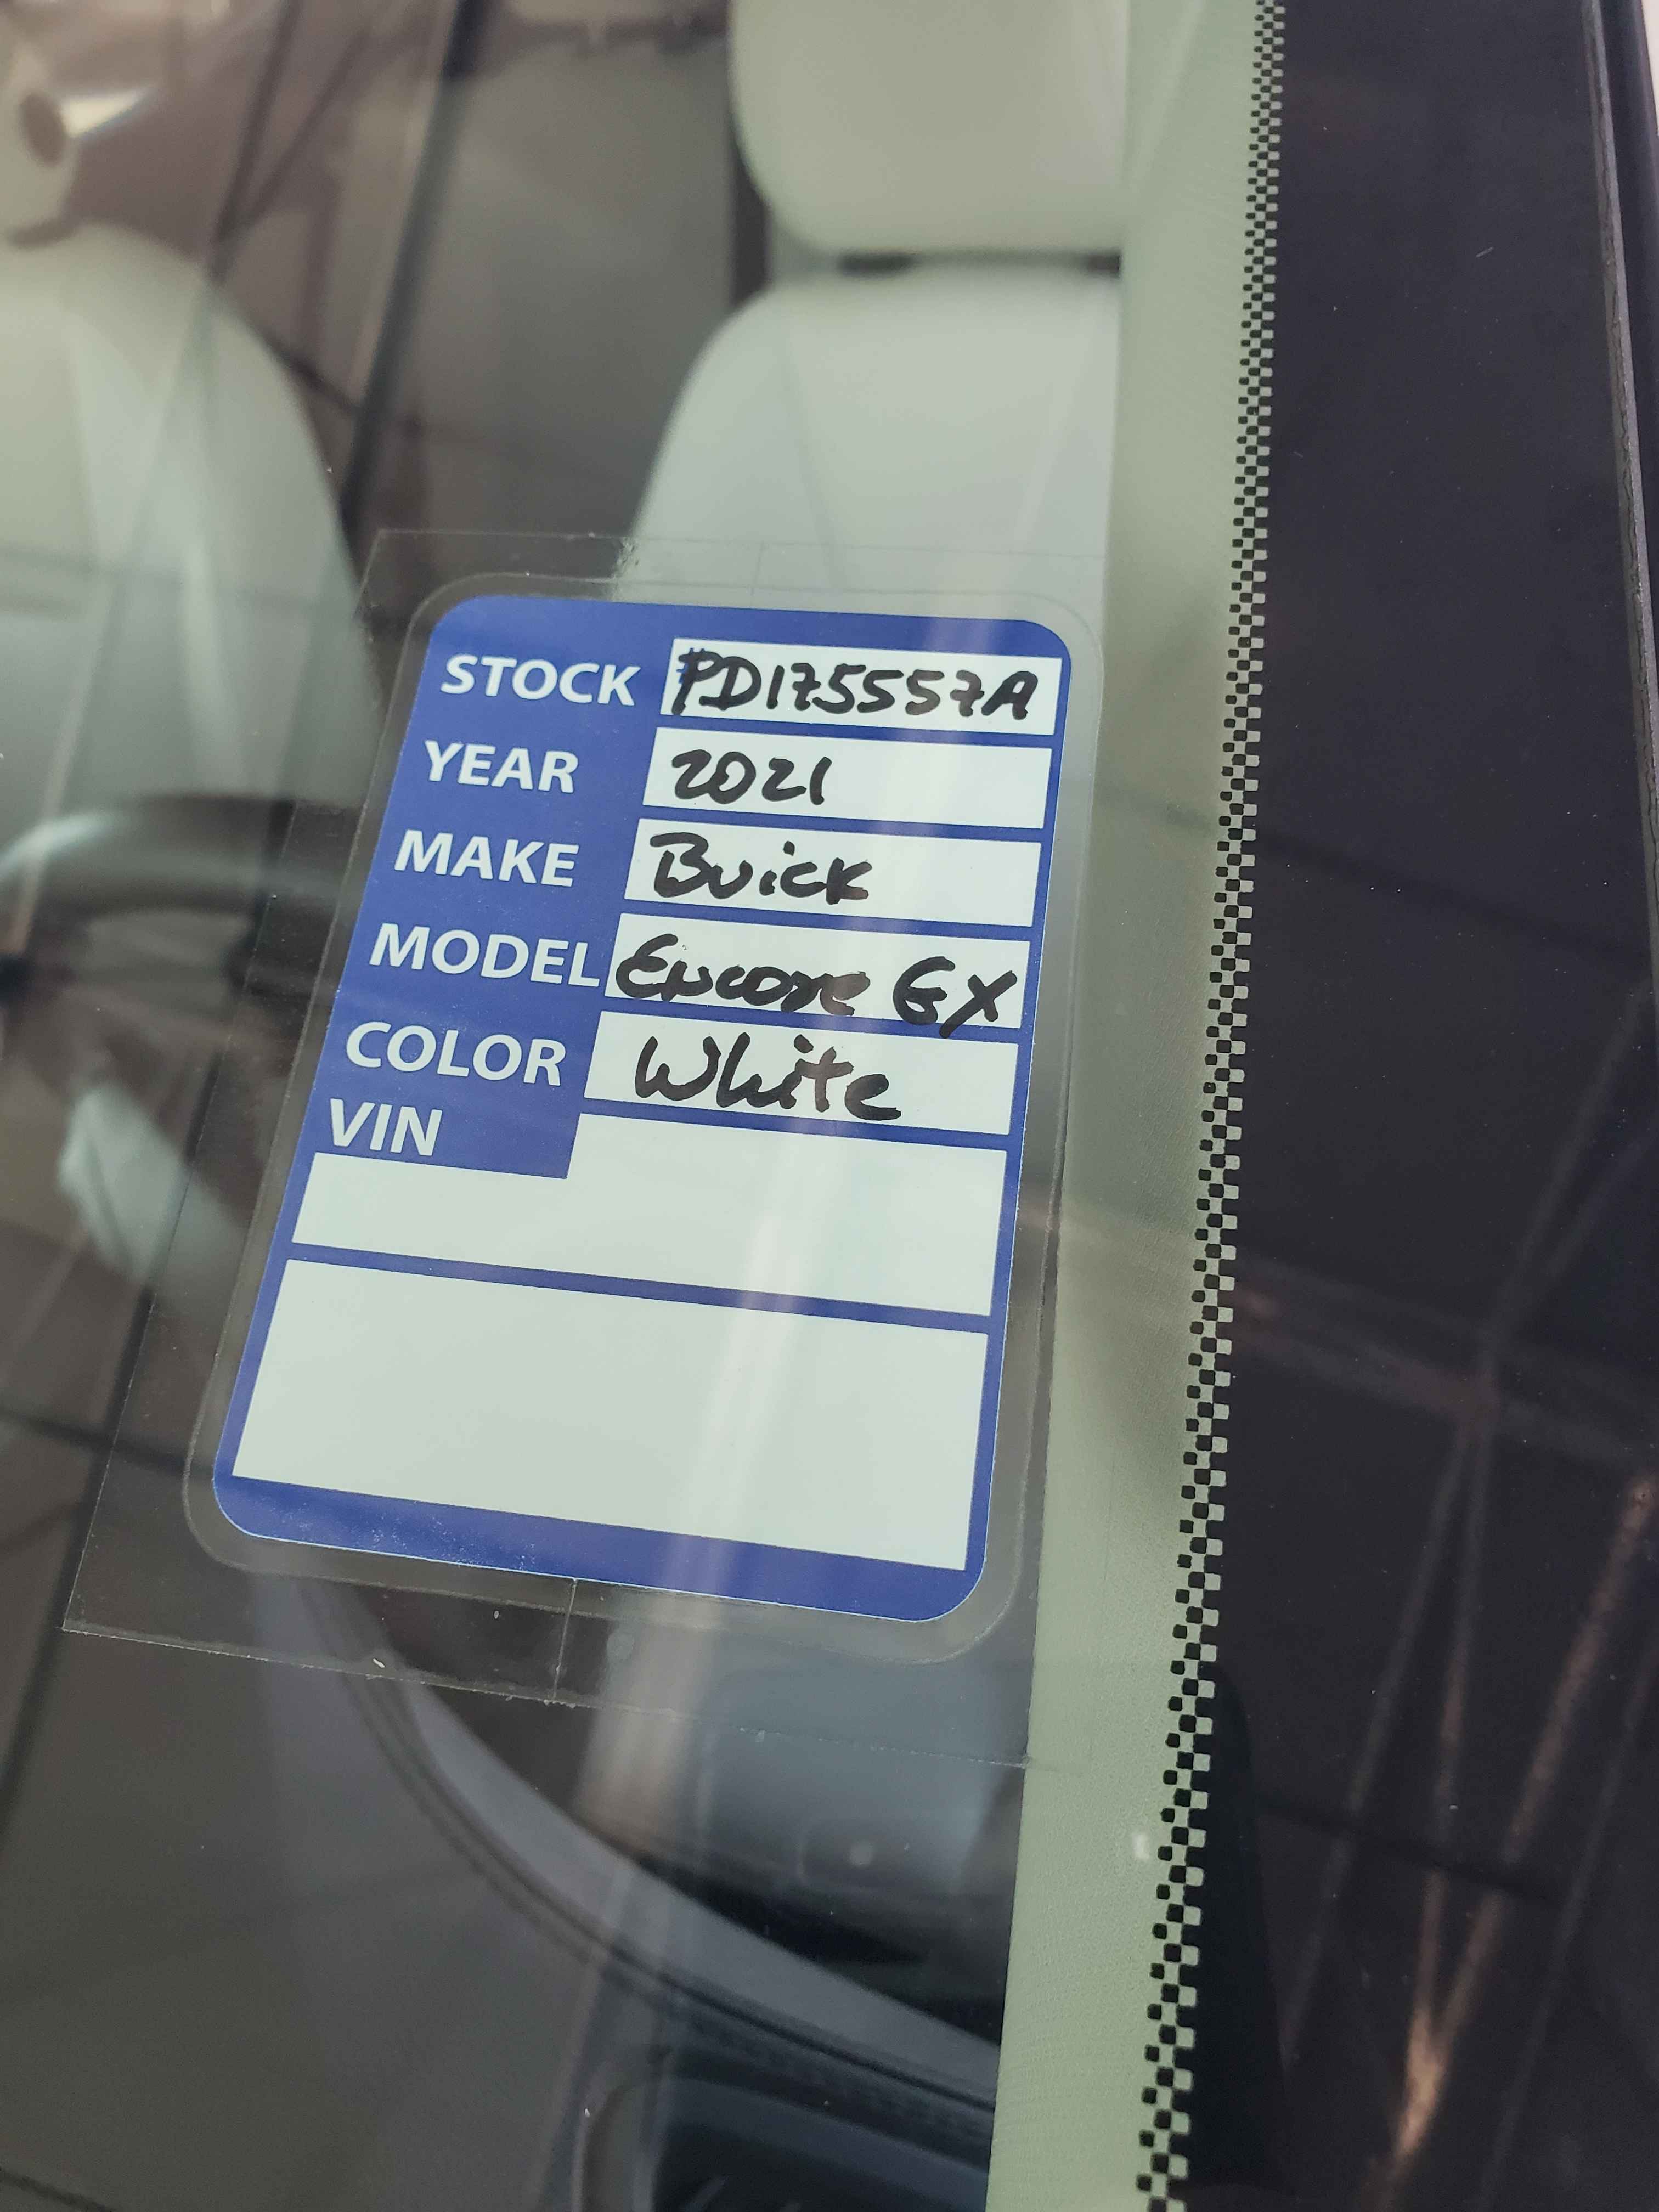 STOCK #PD175557A
YEAR 2021
MAKE Buick
MODEL Encore GX
COLOR White
VIN